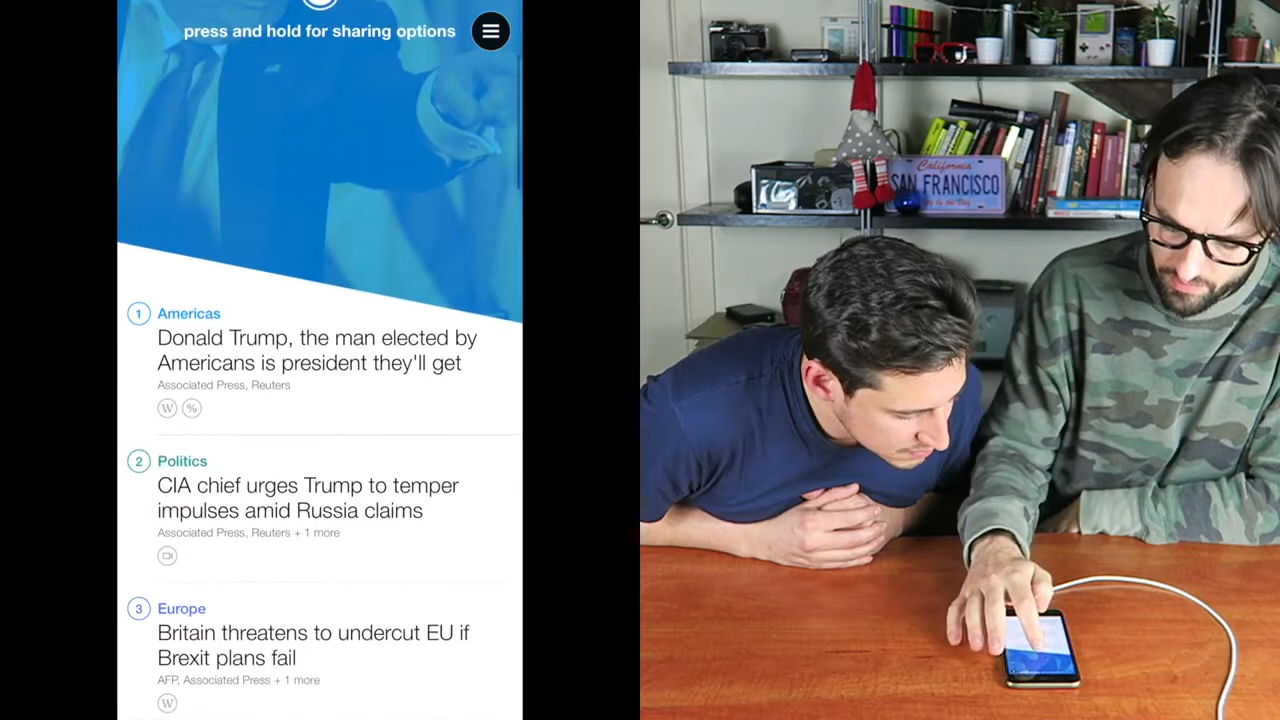 press and hold for sharing options
1 Americas
Donald Trump, the man elected by
Americans is president they'll get
Associated Press, Reuters
W %
2 Politics
CIA chief urges Trump to temper
impulses amid Russia claims
Associated Press, Reuters + 1 more
3 Europe
Britain threatens to undercut EU if
Brexit plans fail
AFP, Associated Press + 1 more
W
California
SAN FRANCISCO